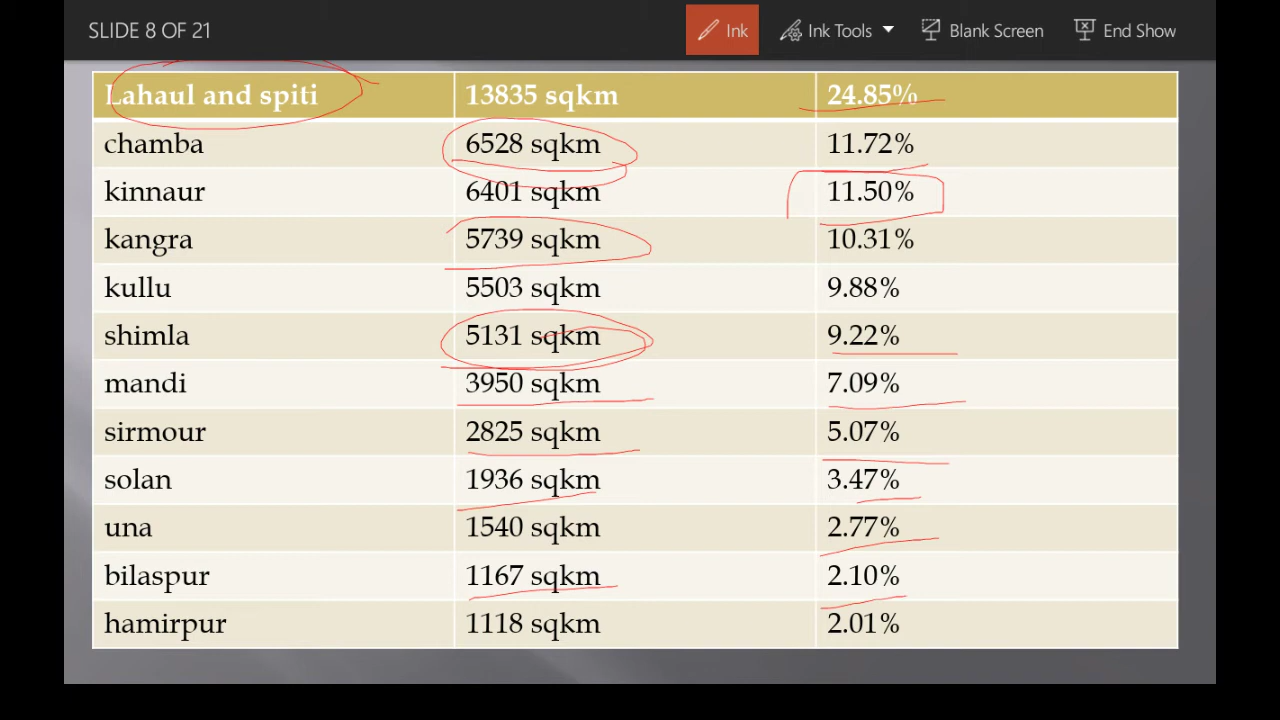 SLIDE 8 OF 21 Ink Ink Tools Blank Screen End Show
Lahaul and spiti 13835 sqkm 24.85%
chamba 6528 sqkm 11.72%
kinnaur 6401 sqkm 11.50%
kangra 5739 sqkm 10.31%
kullu 5503 sqkm 9.88%
shimla 5131 sqkm 9.22%
mandi 3950 sqkm 7.09%
sirmour 2825 sqkm 5.07%
solan 1936 sqkm 3.47%
una 1540 sqkm 2.77%
bilaspur 1167 sqkm 2.10%
hamirpur 1118 sqkm 2.01%